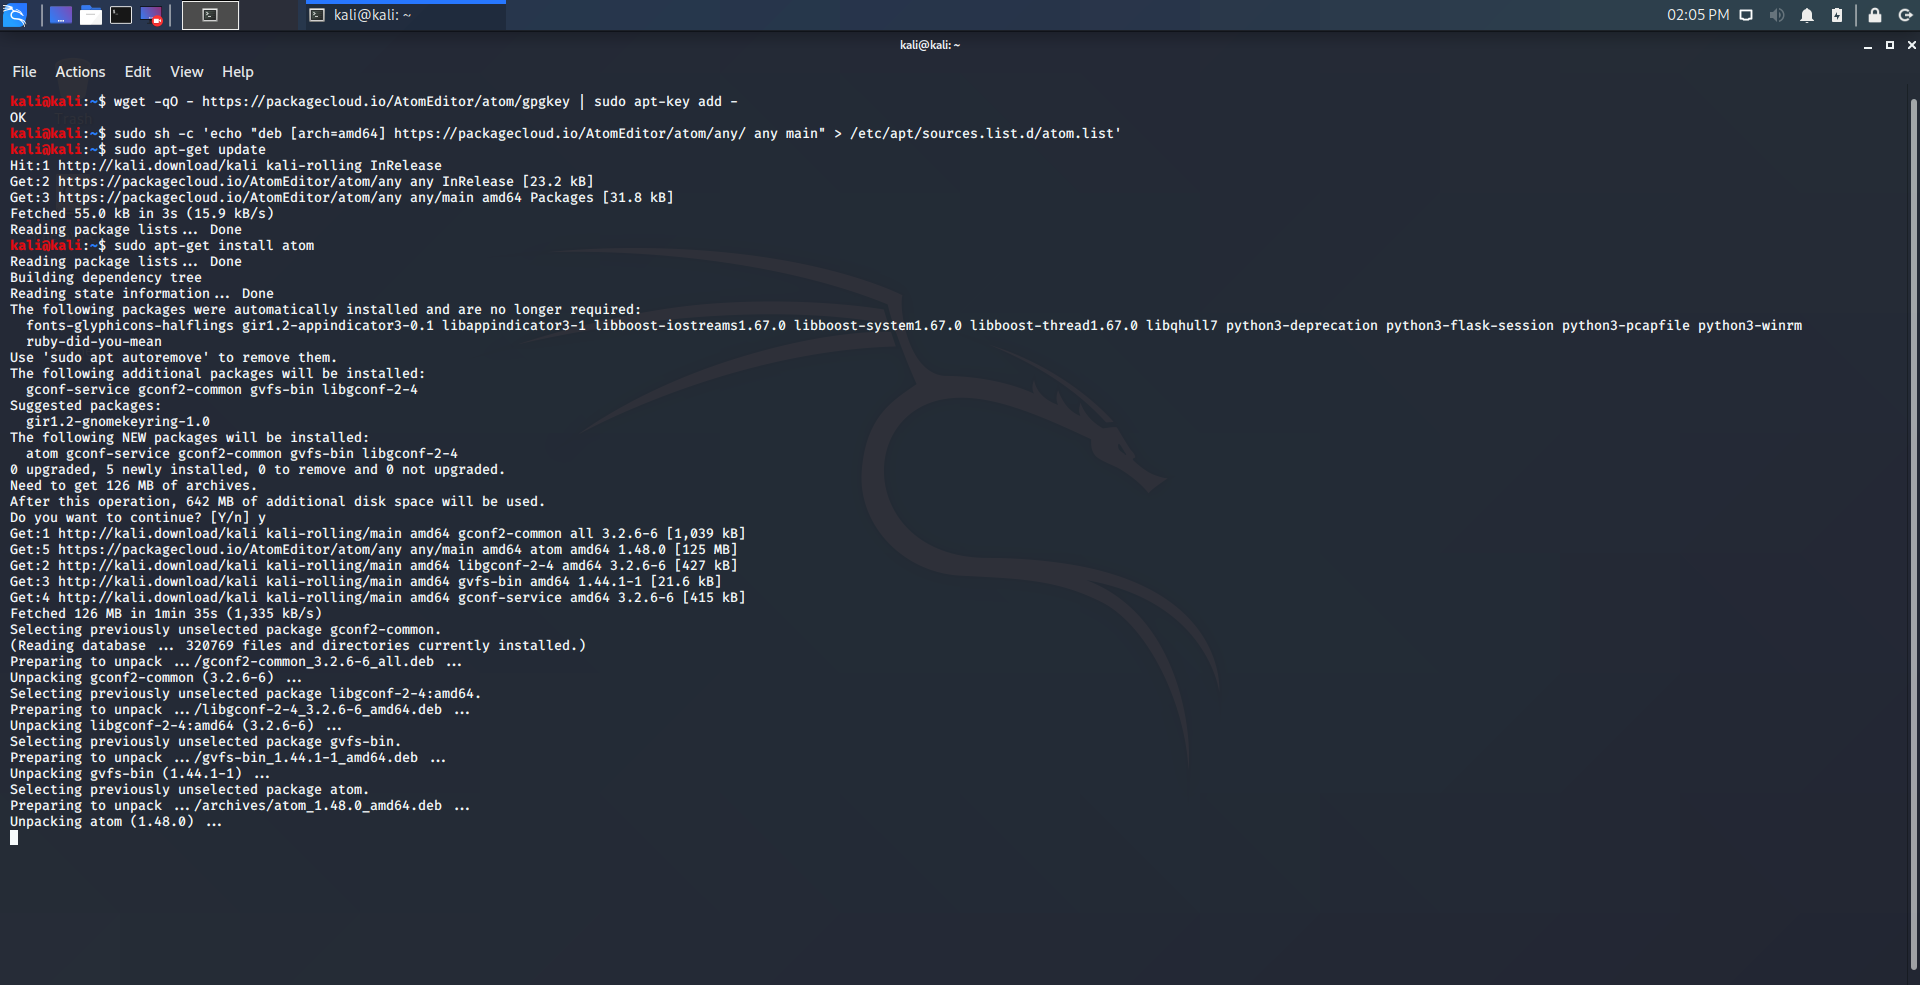 kali@kali: ~
02:05 PM
kali@kali: ~
File Actions Edit View Help
kali@kali:~$ wget -qO - https://packagecloud.io/AtomEditor/atom/gpgkey | sudo apt-key add -
OK
kali@kali:~$ sudo sh -c 'echo "deb [arch=amd64] https://packagecloud.io/AtomEditor/atom/any/ any main" > /etc/apt/sources.list.d/atom.list'
kali@kali:~$ sudo apt-get update
Hit:1 http://kali.download/kali kali-rolling InRelease
Get:2 https://packagecloud.io/AtomEditor/atom/any any InRelease [23.2 kB]
Get:3 https://packagecloud.io/AtomEditor/atom/any any/main amd64 Packages [31.8 kB]
Fetched 55.0 kB in 3s (15.9 kB/s)
Reading package lists... Done
kali@kali:~$ sudo apt-get install atom
Reading package lists... Done
Building dependency tree
Reading state information... Done
The following packages were automatically installed and are no longer required:
fonts-glyphicons-halflings gir1.2-appindicator3-0.1 libappindicator3-1 libboost-iostreams1.67.0 libboost-system1.67.0 libboost-thread1.67.0 libqhull7 python3-deprecation python3-flask-session python3-pcapfile python3-winrm
ruby-did-you-mean
Use 'sudo apt autoremove' to remove them.
The following additional packages will be installed:
gconf-service gconf2-common gvfs-bin libgconf-2-4
Suggested packages:
gir1.2-gnomekeyring-1.0
The following NEW packages will be installed:
atom gconf-service gconf2-common gvfs-bin libgconf-2-4
0 upgraded, 5 newly installed, 0 to remove and 0 not upgraded.
Need to get 126 MB of archives.
After this operation, 642 MB of additional disk space will be used.
Do you want to continue? [Y/n] y
Get:1 http://kali.download/kali kali-rolling/main amd64 gconf2-common all 3.2.6-6 [1,039 kB]
Get:5 https://packagecloud.io/AtomEditor/atom/any any/main amd64 atom amd64 1.48.0 [125 MB]
Get:2 http://kali.download/kali kali-rolling/main amd64 libgconf-2-4 amd64 3.2.6-6 [427 kB]
Get:3 http://kali.download/kali kali-rolling/main amd64 gvfs-bin amd64 1.44.1-1 [21.6 kB]
Get:4 http://kali.download/kali kali-rolling/main amd64 gconf-service amd64 3.2.6-6 [415 kB]
Fetched 126 MB in 1min 35s (1,335 kB/s)
Selecting previously unselected package gconf2-common.
(Reading database ... 320769 files and directories currently installed.)
Preparing to unpack .../gconf2-common_3.2.6-6_all.deb ...
Unpacking gconf2-common (3.2.6-6) ...
Selecting previously unselected package libgconf-2-4:amd64.
Preparing to unpack .../libgconf-2-4_3.2.6-6_amd64.deb ...
Unpacking libgconf-2-4:amd64 (3.2.6-6) ...
Selecting previously unselected package gvfs-bin.
Preparing to unpack .../gvfs-bin_1.44.1-1_amd64.deb ...
Unpacking gvfs-bin (1.44.1-1) ...
Selecting previously unselected package atom.
Preparing to unpack .../archives/atom_1.48.0_amd64.deb ...
Unpacking atom (1.48.0) ...